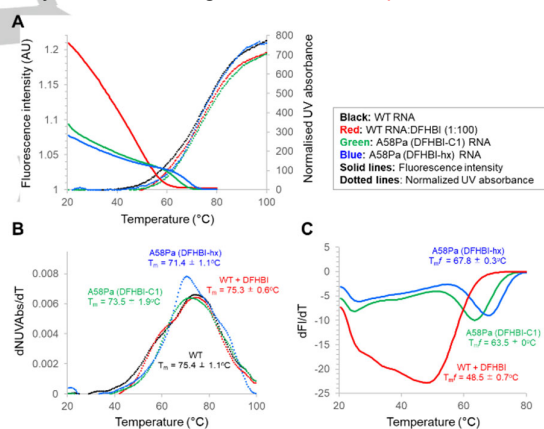 A
Fluorescence intensity (AU)
1.2
1.15
1.1
1.05
1
800
700
600
500
400
300
200
100
0
Normalised UV absorbance
20 40 60 80 100
Temperature (°C)
Black: WT RNA
Red: WT RNA:DFHBI (1:100)
Green: A58Pa (DFHBI-C1) RNA
Blue: A58Pa (DFHBI-hx) RNA
Solid lines: Fluorescence intensity
Dotted lines: Normalized UV absorbance
B
dNUVAbs/dT
0.008
0.006
0.004
0.002
0
A58Pa (DFHBI-hx)
Tm = 71.4 ± 1.1°C
A58Pa (DFHBI-C1)
Tm = 73.5 ± 1.9°C
WT + DFHBI
Tm = 75.3 ± 0.6°C
WT
Tm = 75.4 ± 1.1°C
20 40 60 80 100
Temperature (°C)
C
dFI/dT
5
0
-5
-10
-15
-20
-25
A58Pa (DFHBI-hx)
Tmf = 67.8 ± 0.3°C
A58Pa (DFHBI-C1)
Tmf = 63.5 ± 0°C
WT + DFHBI
Tmf = 48.5 ± 0.7°C
20 40 60 80
Temperature (°C)